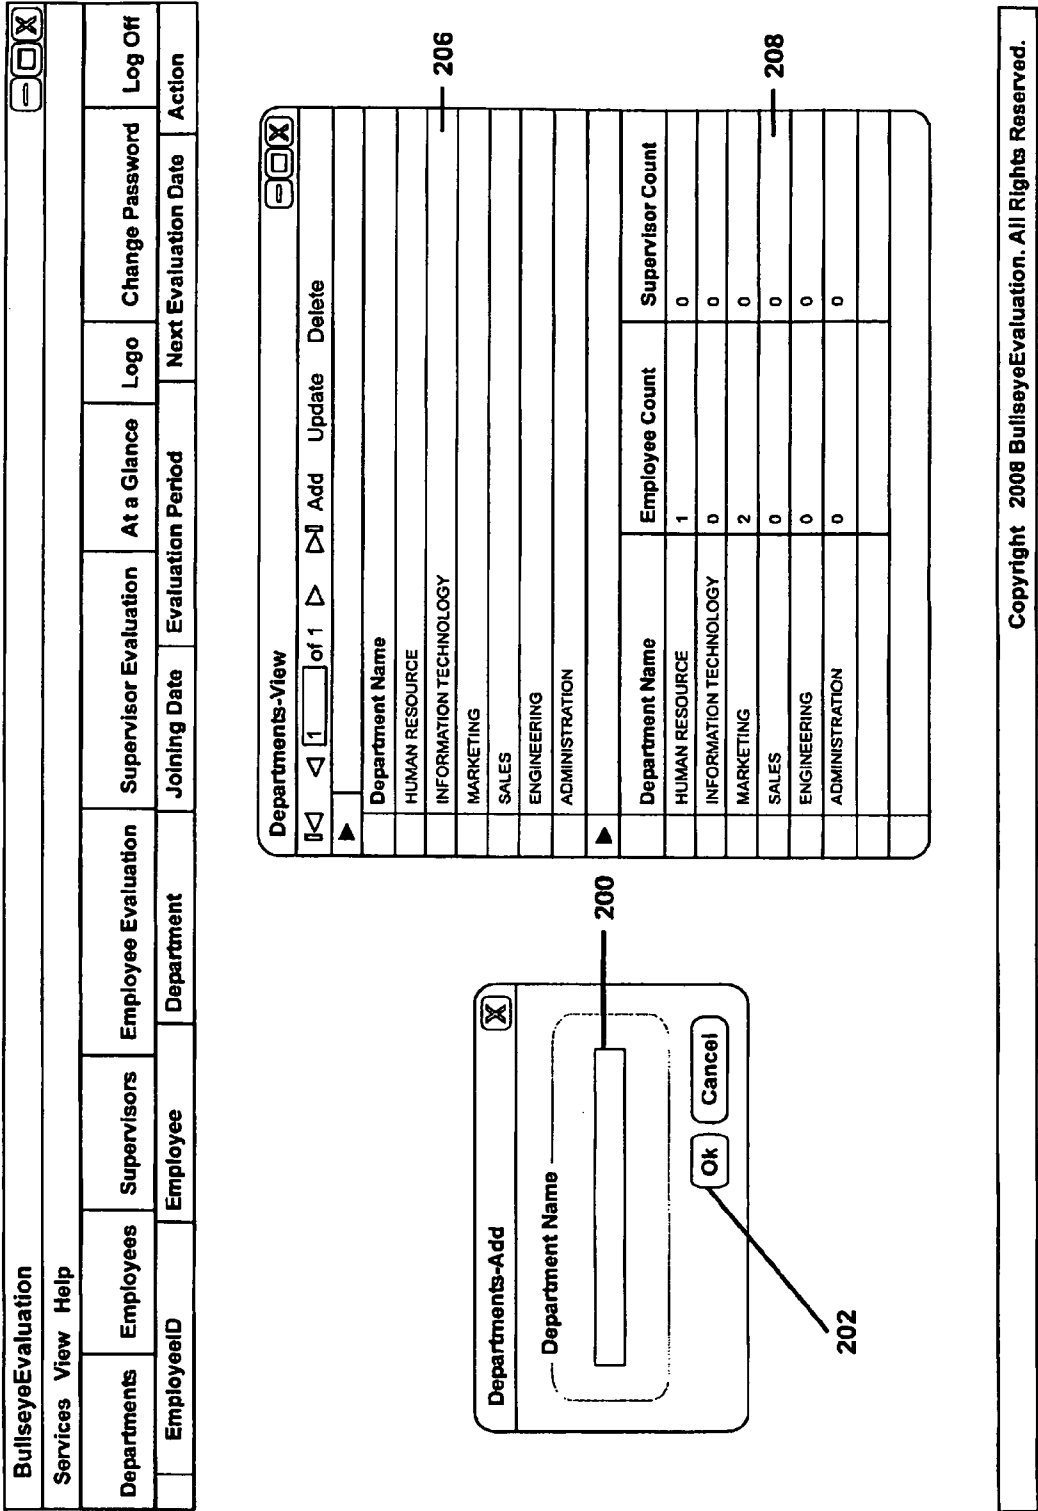 BullseyeEvaluation
Services View Help
Departments Employees Supervisors Employee Evaluation Supervisor Evaluation At a Glance Logo Change Password Log Off
EmployeeID Employee Department Joining Date Evaluation Period Next Evaluation Date Action
Departments-Add
Department Name
Ok Cancel
200
202
Departments-View
1 of 1 Add Update Delete
Department Name
HUMAN RESOURCE
INFORMATION TECHNOLOGY
MARKETING
SALES
ENGINEERING
ADMINISTRATION
206
Department Name Employee Count Supervisor Count
HUMAN RESOURCE 1 0
INFORMATION TECHNOLOGY 0 0
MARKETING 2 0
SALES 0 0
ENGINEERING 0 0
ADMINISTRATION 0 0
208
Copyright 2008 BullseyeEvaluation. All Rights Reserved.